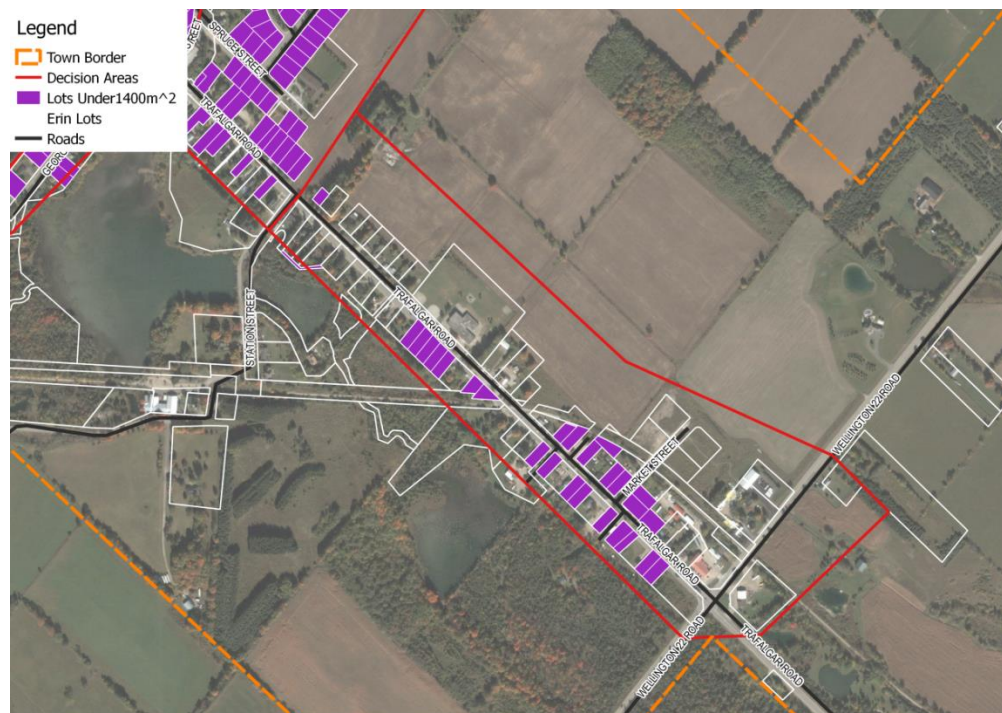 Legend
Town Border
Decision Areas
Lots Under1400m^2
Erin Lots
Roads
STREET
SPRUCE STREET
TRAFALGAR ROAD
STATION STREET
TRAFALGAR ROAD
WELLINGTON 22 ROAD
MARKET STREET
TRAFALGAR ROAD
WELLINGTON 22 ROAD
TRAFALGAR ROAD